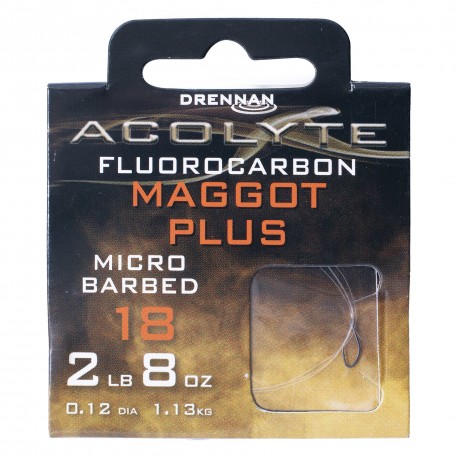 DRENNAN
ACOLYTE
FLUOROCARBON
MAGGOT
PLUS
MICRO
BARBED
18
2 LB 8 OZ
0.12 DIA 1.13KG